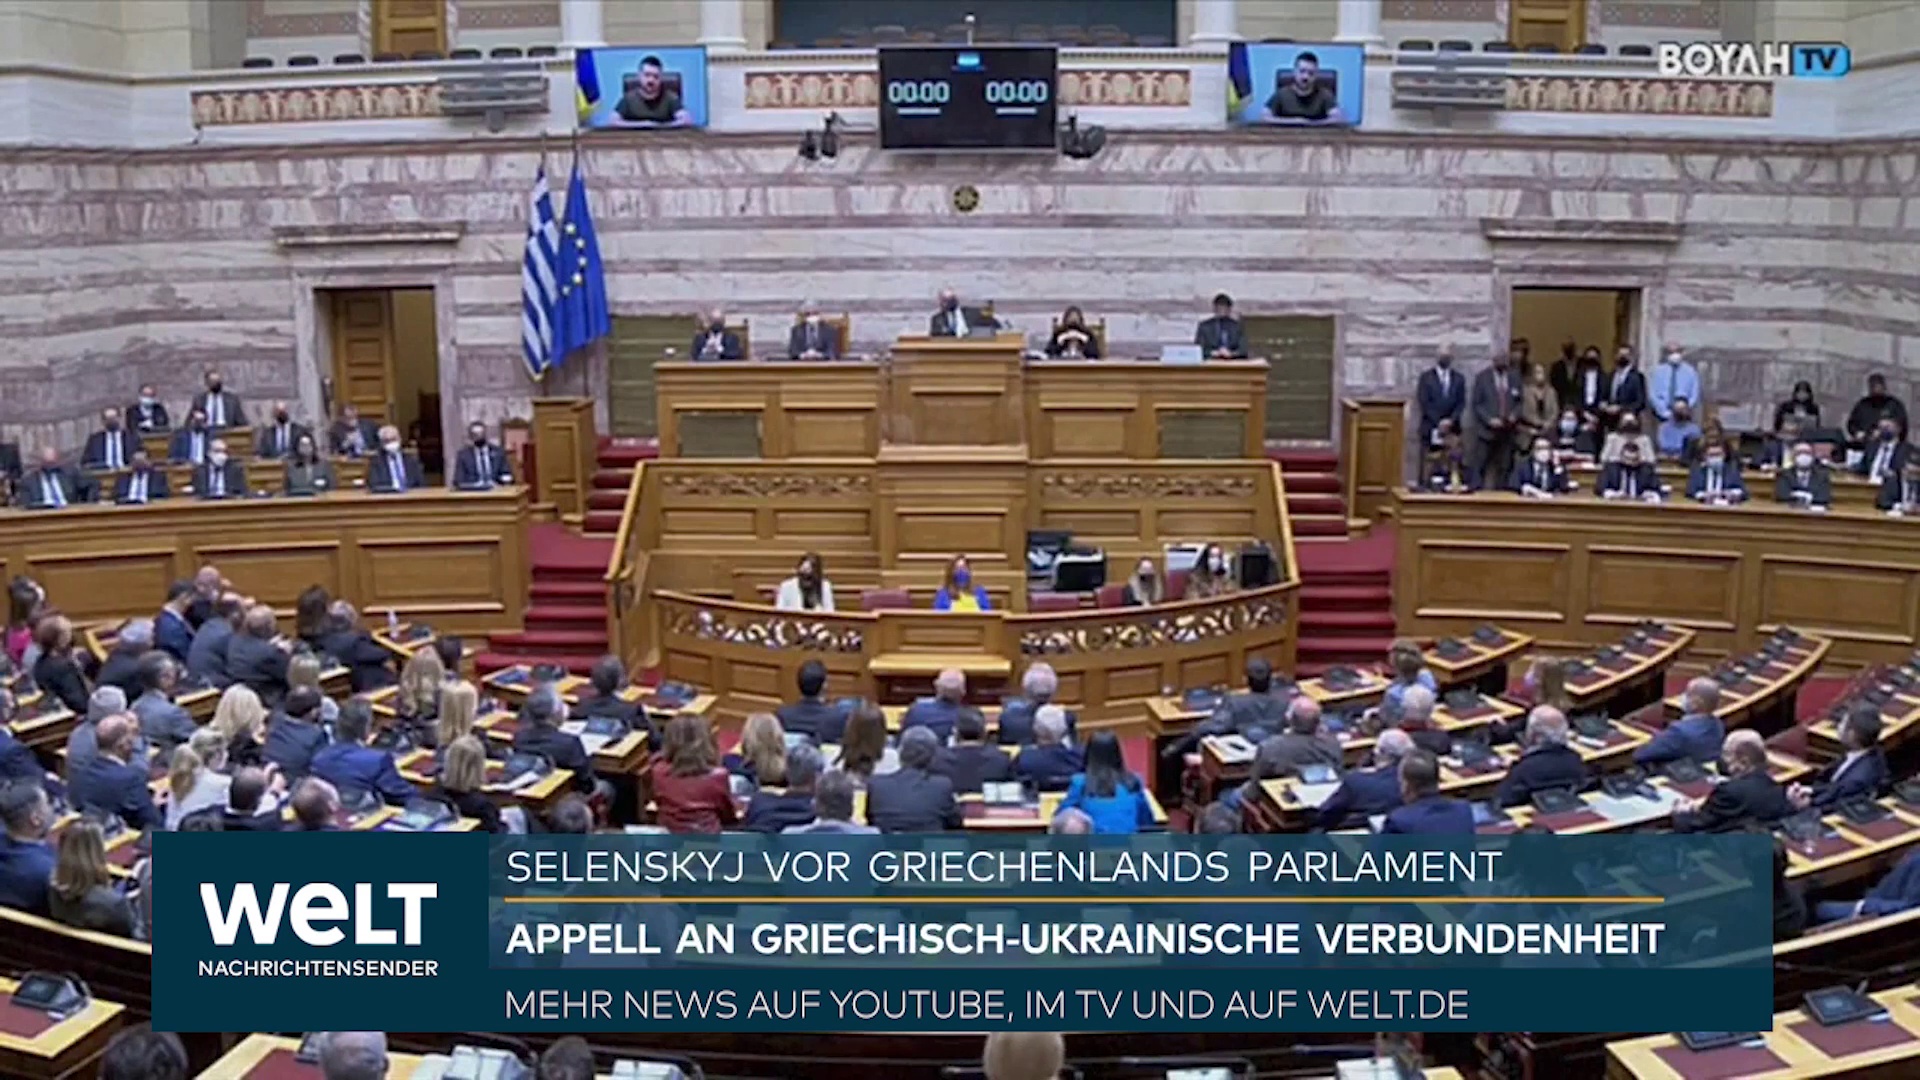 ΒΟΥΛΗ TV
00:00 00:00
SELENSKYJ VOR GRIECHENLANDS PARLAMENT
APPELL AN GRIECHISCH-UKRAINISCHE VERBUNDENHEIT
MEHR NEWS AUF YOUTUBE, IM TV UND AUF WELT.DE
WELT
NACHRICHTENSENDER